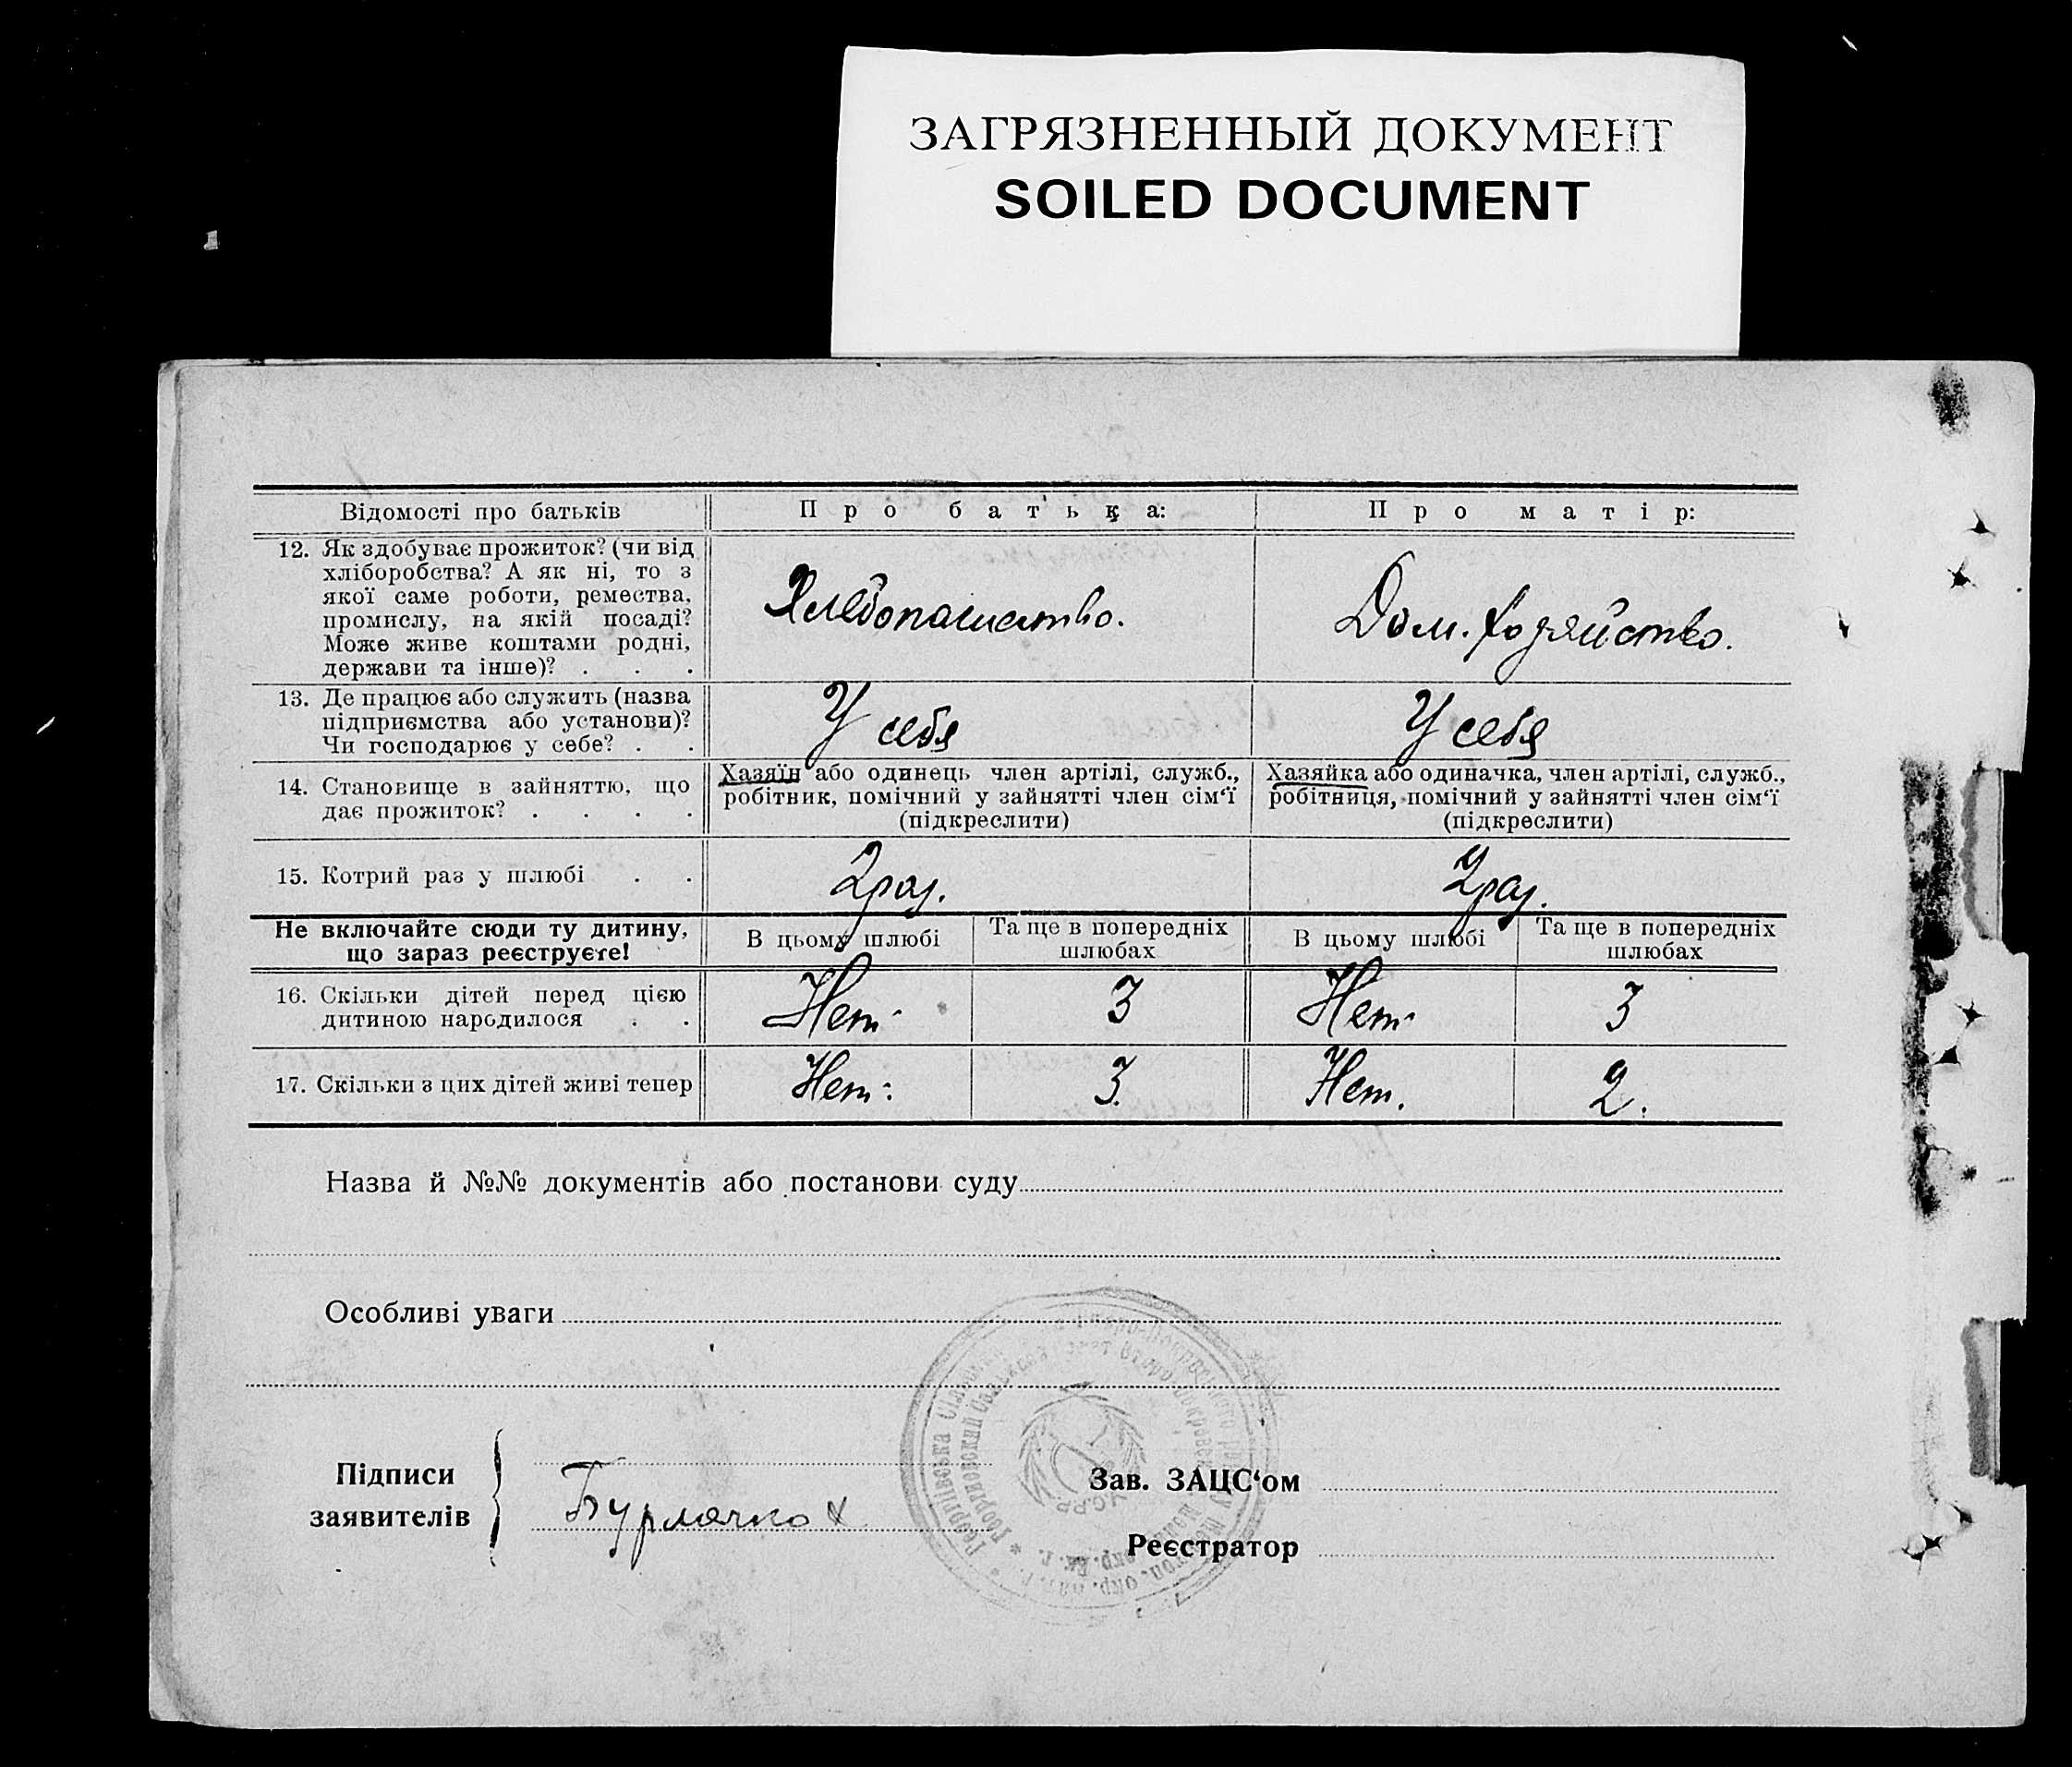 ЗАГРЯЗНЕННЫЙ ДОКУМЕНТ
SOILED DOCUMENT
Відомості про батьків
Про батька:
Про матір:
12. Як здобуває прожиток? (чи від
хліборобства? А як ні, то з
якої саме роботи, ремества,
промислу, на якій посаді?
Може живе коштами родні,
держави та інше)? . . .
Хлебопашство.
Дом. хозяйство.
13. Де працює або служить (назва
підприємства або установи)?
Чи господарює у себе? . .
У себя
У себя
14. Становище в зайняттю, що
дає прожиток? . . . .
Хазяїн або одинець член артілі, служб.,
робітник, помічний у зайнятті член сім‘ї
(підкреслити)
Хазяйка або одиначка, член артілі, служб.,
робітниця, помічний у зайнятті член сім‘ї
(підкреслити)
15. Котрий раз у шлюбі . .
2 раз.
2 раз.
Не включайте сюди ту дитину,
що зараз реєструєте!
В цьому шлюбі
Та ще в попередніх
шлюбах
В цьому шлюбі
Та ще в попередніх
шлюбах
16. Скільки дітей перед цією
дитиною народилося . .
Нет.
3
Нет.
3
17. Скільки з цих дітей живі тепер
Нет.
3.
Нет.
2.
Назва й №№ документів або постанови суду
Особливі уваги
Підписи
заявителів
Бурлачко
Зав. ЗАЦС‘ом
Реєстратор
Георгіївська Сільрада